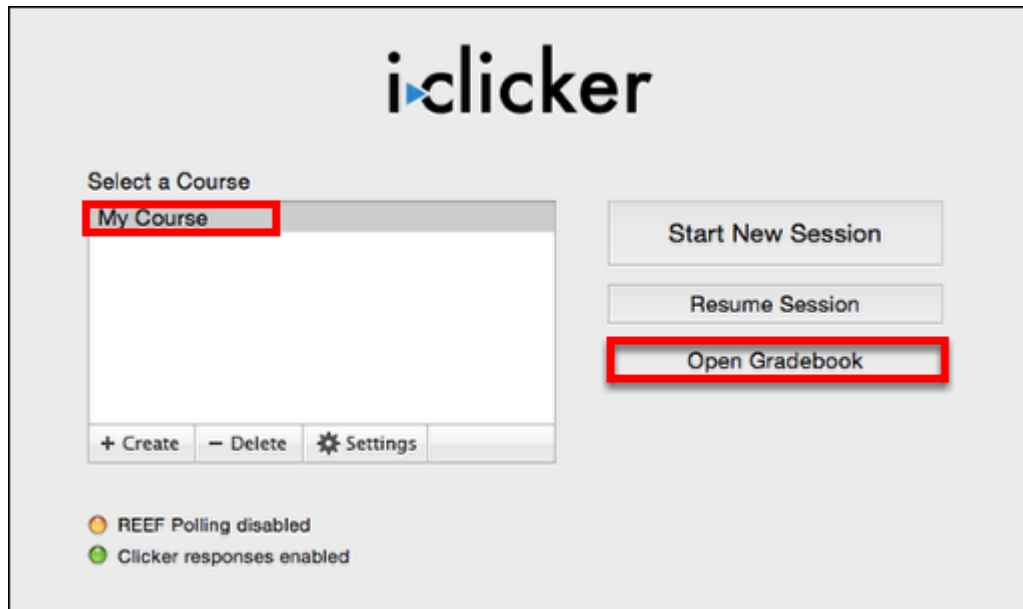 i>clicker
Select a Course
My Course
Start New Session
Resume Session
Open Gradebook
+ Create
− Delete
Settings
REEF Polling disabled
Clicker responses enabled